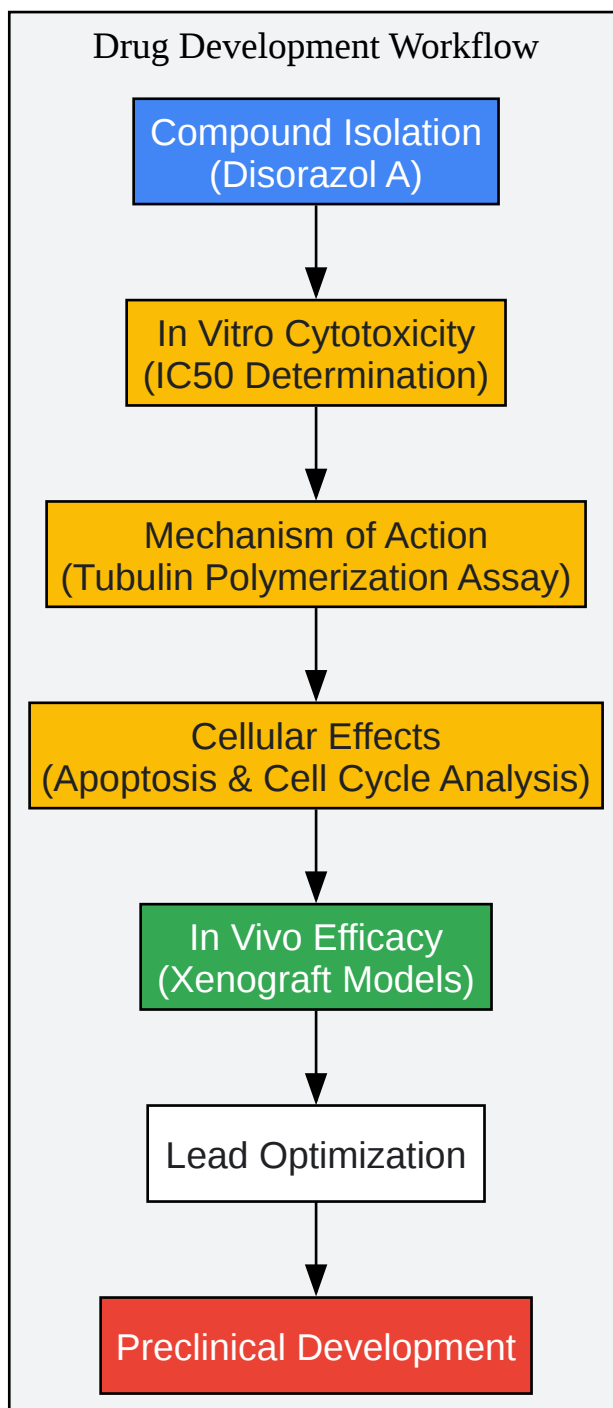 Drug Development Workflow
Compound Isolation
(Disorazol A)
In Vitro Cytotoxicity
(IC50 Determination)
Mechanism of Action
(Tubulin Polymerization Assay)
Cellular Effects
(Apoptosis & Cell Cycle Analysis)
In Vivo Efficacy
(Xenograft Models)
Lead Optimization
Preclinical Development